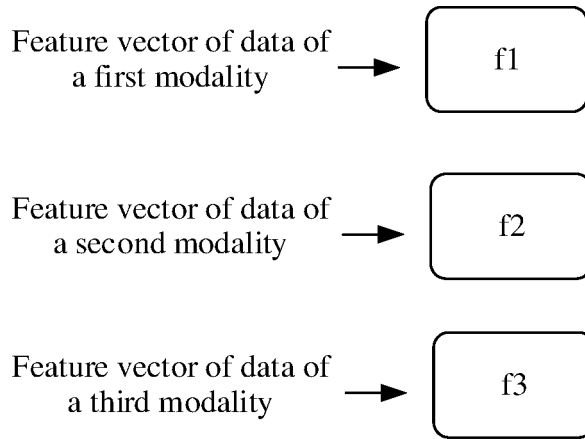 Feature vector of data of
a first modality
f1
Feature vector of data of
a second modality
f2
Feature vector of data of
a third modality
f3